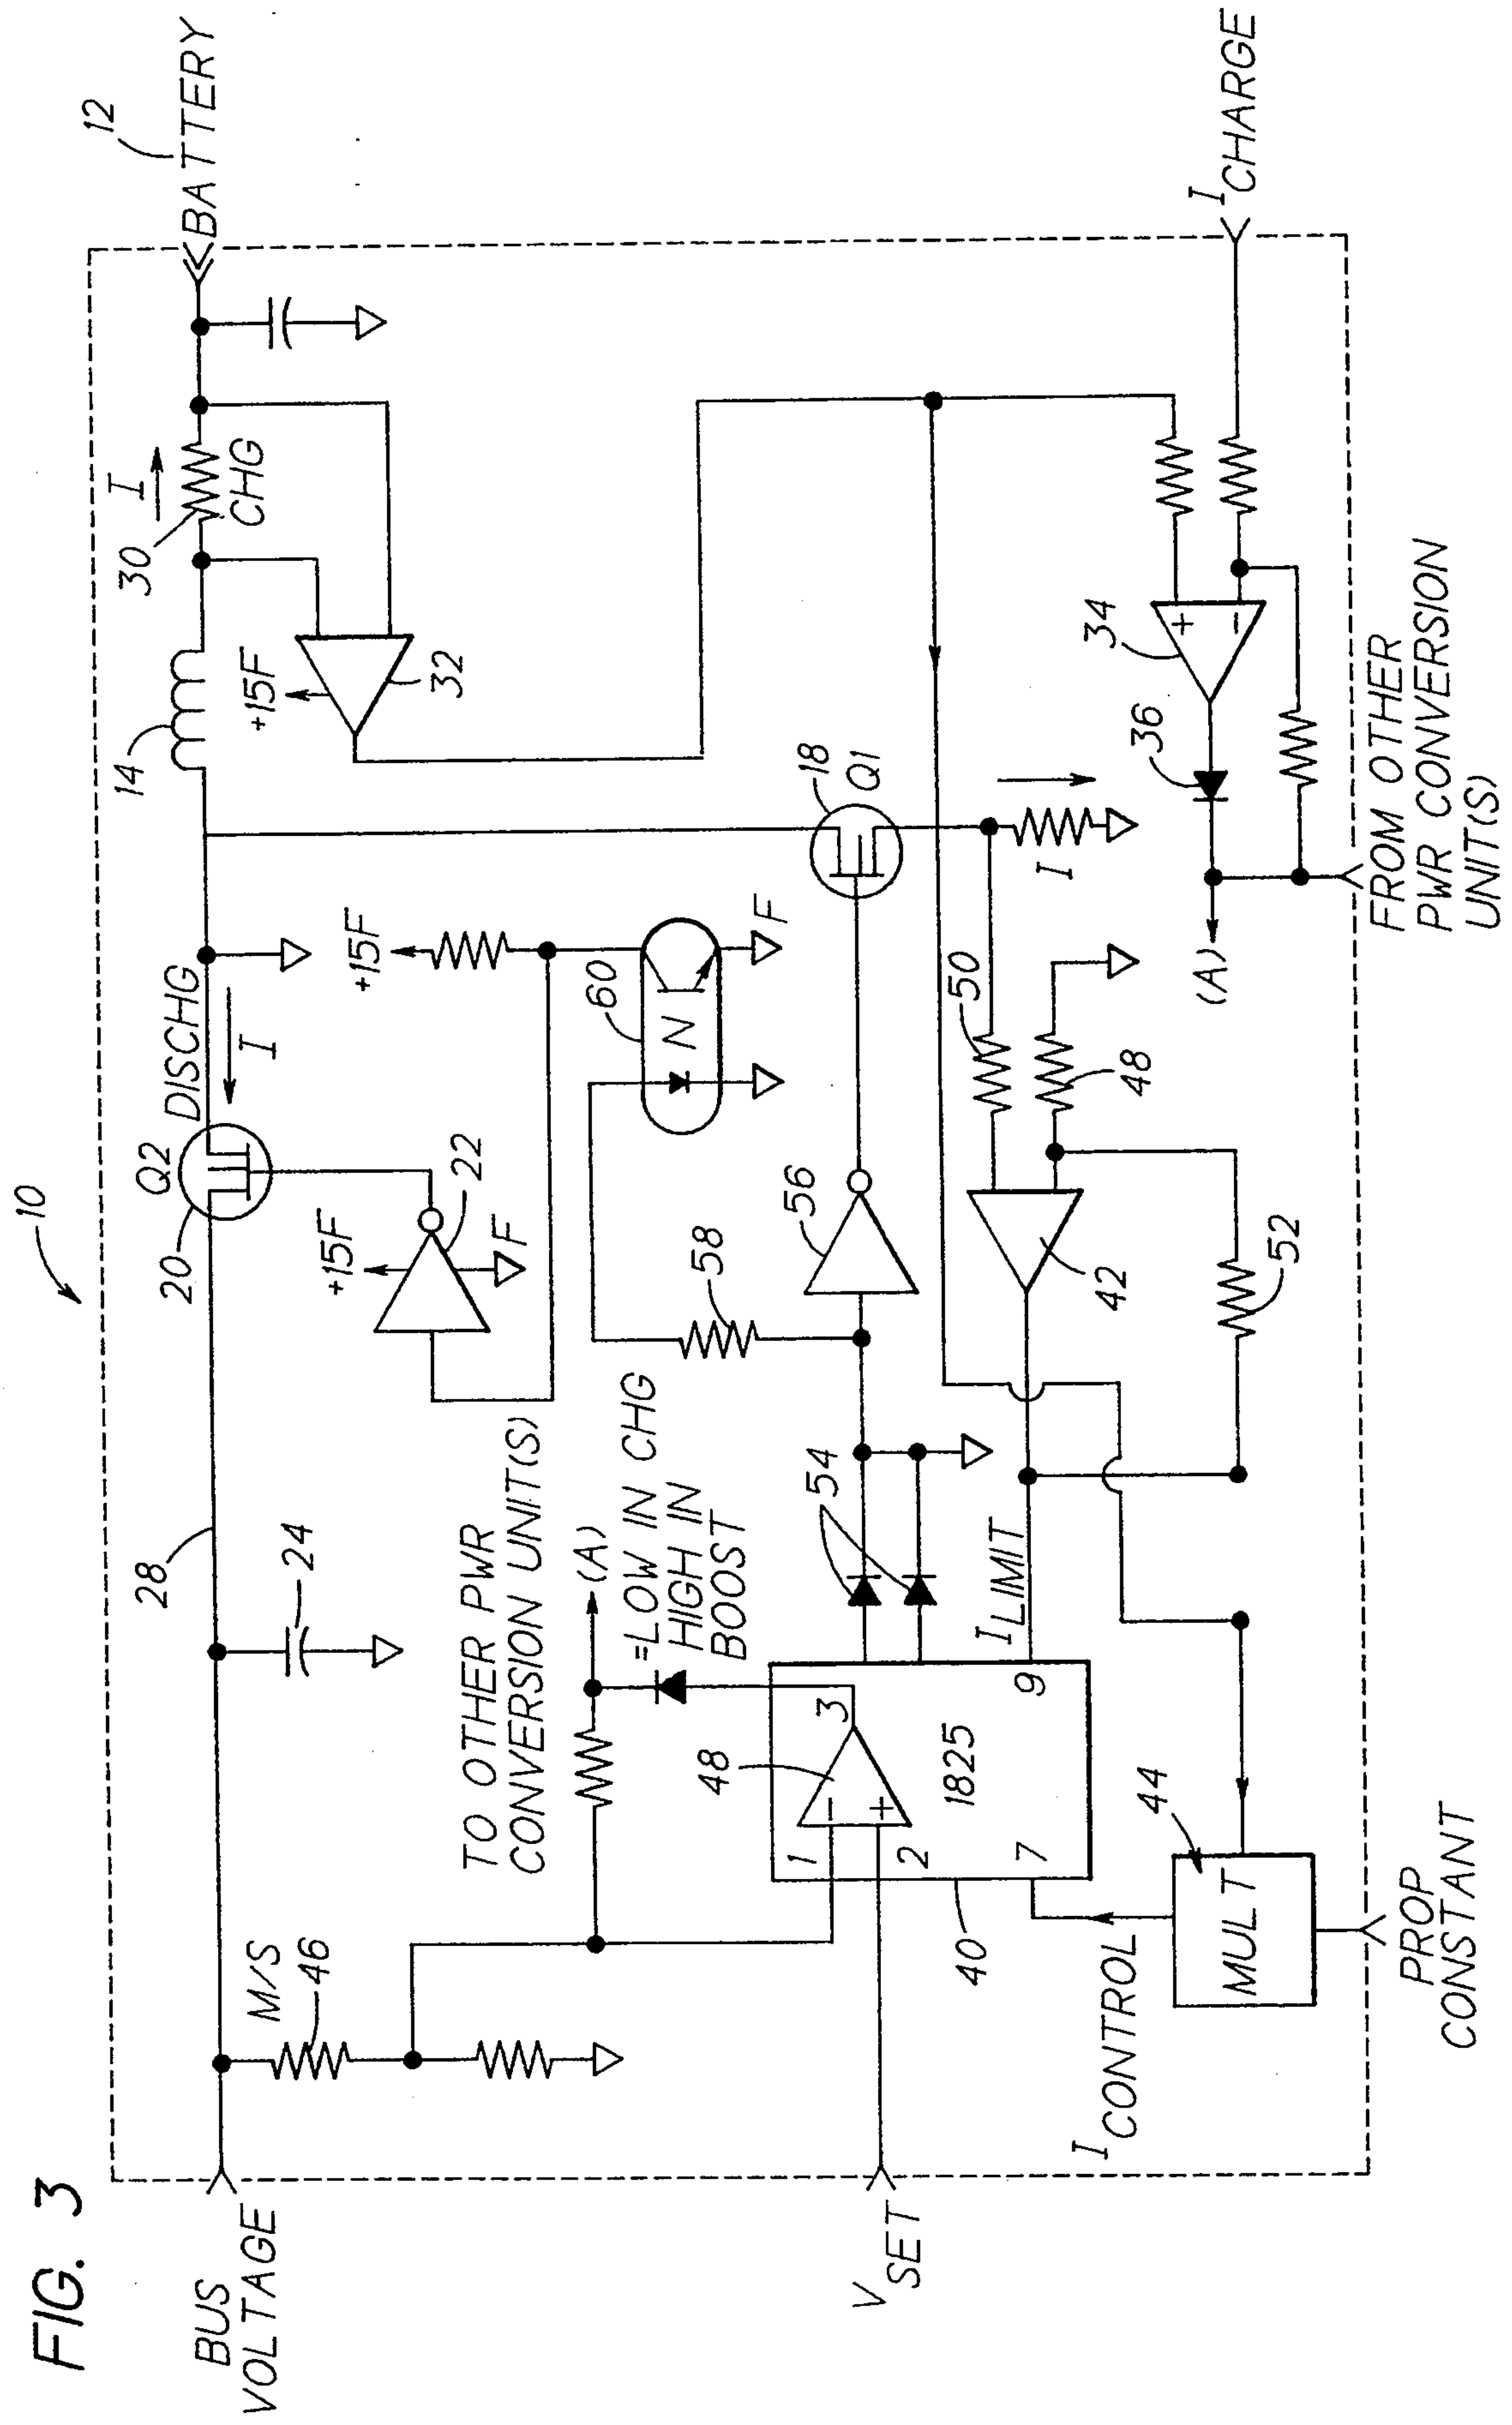 FIG. 3
10
BUS
VOLTAGE
28
20
Q2
DISCHG
I
14
30
I
CHG
12
BATTERY
M/S
46
24
+15F
22
F
+15F
+15F
32
TO OTHER PWR
CONVERSION UNIT(S)
(A)
=LOW IN CHG
HIGH IN
BOOST
60
N
F
58
56
18
Q1
V SET
48
1
2
3
7
9
1825
40
54
I LIMIT
42
50
48
52
I
I CONTROL
MULT
44
PROP
CONSTANT
(A)
36
34
+
−
−
+
I CHARGE
FROM OTHER
PWR CONVERSION
UNIT(S)